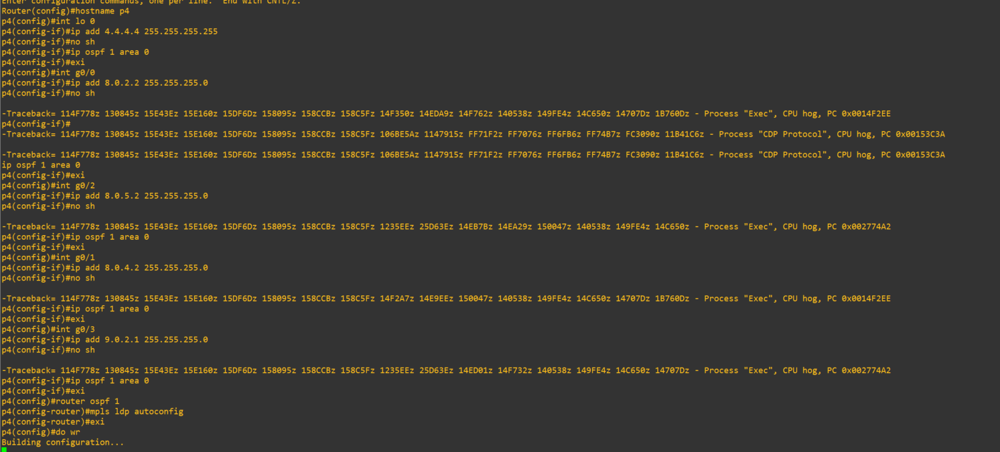 Enter configuration commands, one per line.  End with CNTL/Z.
Router(config)#hostname p4
p4(config)#int lo 0
p4(config-if)#ip add 4.4.4.4 255.255.255.255
p4(config-if)#no sh
p4(config-if)#ip ospf 1 area 0
p4(config-if)#exi
p4(config)#int g0/0
p4(config-if)#ip add 8.0.2.2 255.255.255.0
p4(config-if)#no sh
-Traceback= 114F778z 130845z 15E43Ez 15E160z 15DF6Dz 158095z 158CCBz 158C5Fz 14F350z 14EDA9z 14F762z 140538z 149FE4z 14C650z 14707Dz 1B760Dz - Process "Exec", CPU hog, PC 0x0014F2EE
p4(config-if)#
-Traceback= 114F778z 130845z 15E43Ez 15E160z 15DF6Dz 158095z 158CCBz 158C5Fz 106BE5Az 1147915z FF71F2z FF7076z FF6FB6z FF74B7z FC3090z 11B41C6z - Process "CDP Protocol", CPU hog, PC 0x00153C3A
-Traceback= 114F778z 130845z 15E43Ez 15E160z 15DF6Dz 158095z 158CCBz 158C5Fz 106BE5Az 1147915z FF71F2z FF7076z FF6FB6z FF74B7z FC3090z 11B41C6z - Process "CDP Protocol", CPU hog, PC 0x00153C3A
ip ospf 1 area 0
p4(config-if)#exi
p4(config)#int g0/2
p4(config-if)#ip add 8.0.5.2 255.255.255.0
p4(config-if)#no sh
-Traceback= 114F778z 130845z 15E43Ez 15E160z 15DF6Dz 158095z 158CCBz 158C5Fz 1235EEz 25D63Ez 14EB7Bz 14EA29z 150047z 140538z 149FE4z 14C650z - Process "Exec", CPU hog, PC 0x002774A2
p4(config-if)#ip ospf 1 area 0
p4(config-if)#exi
p4(config)#int g0/1
p4(config-if)#ip add 8.0.4.2 255.255.255.0
p4(config-if)#no sh
-Traceback= 114F778z 130845z 15E43Ez 15E160z 15DF6Dz 158095z 158CCBz 158C5Fz 14F2A7z 14E9EEz 150047z 140538z 149FE4z 14C650z 14707Dz 1B760Dz - Process "Exec", CPU hog, PC 0x0014F2EE
p4(config-if)#ip ospf 1 area 0
p4(config-if)#exi
p4(config)#int g0/3
p4(config-if)#ip add 9.0.2.1 255.255.255.0
p4(config-if)#no sh
-Traceback= 114F778z 130845z 15E43Ez 15E160z 15DF6Dz 158095z 158CCBz 158C5Fz 1235EEz 25D63Ez 14ED01z 14F732z 140538z 149FE4z 14C650z 14707Dz - Process "Exec", CPU hog, PC 0x002774A2
p4(config-if)#ip ospf 1 area 0
p4(config-if)#exi
p4(config)#router ospf 1
p4(config-router)#mpls ldp autoconfig
p4(config-router)#exi
p4(config)#do wr
Building configuration...